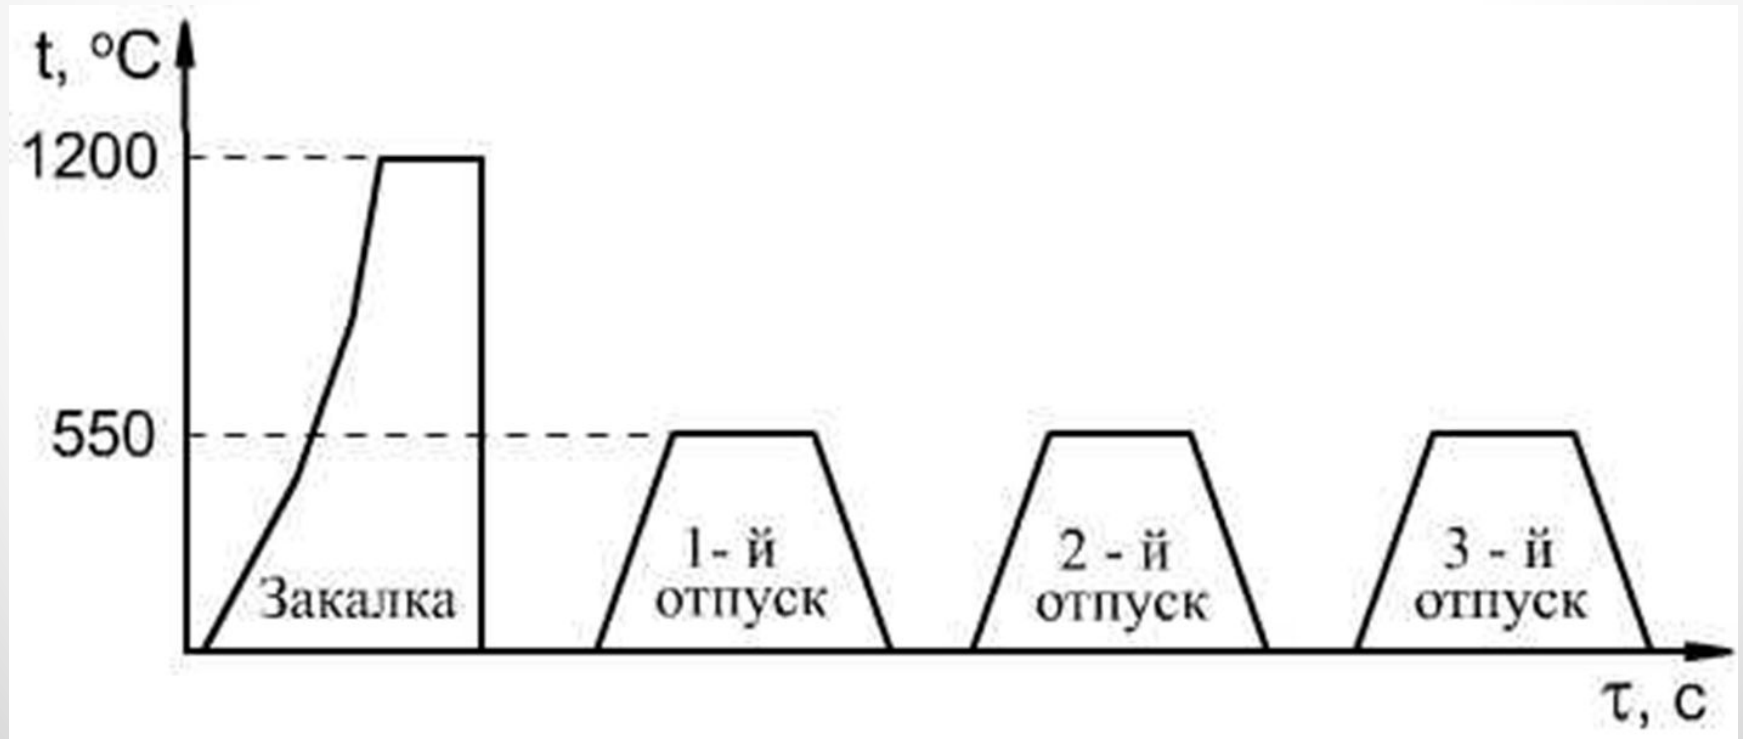 t, °C
1200
550
Закалка
1- й
отпуск
2 - й
отпуск
3 - й
отпуск
τ, с